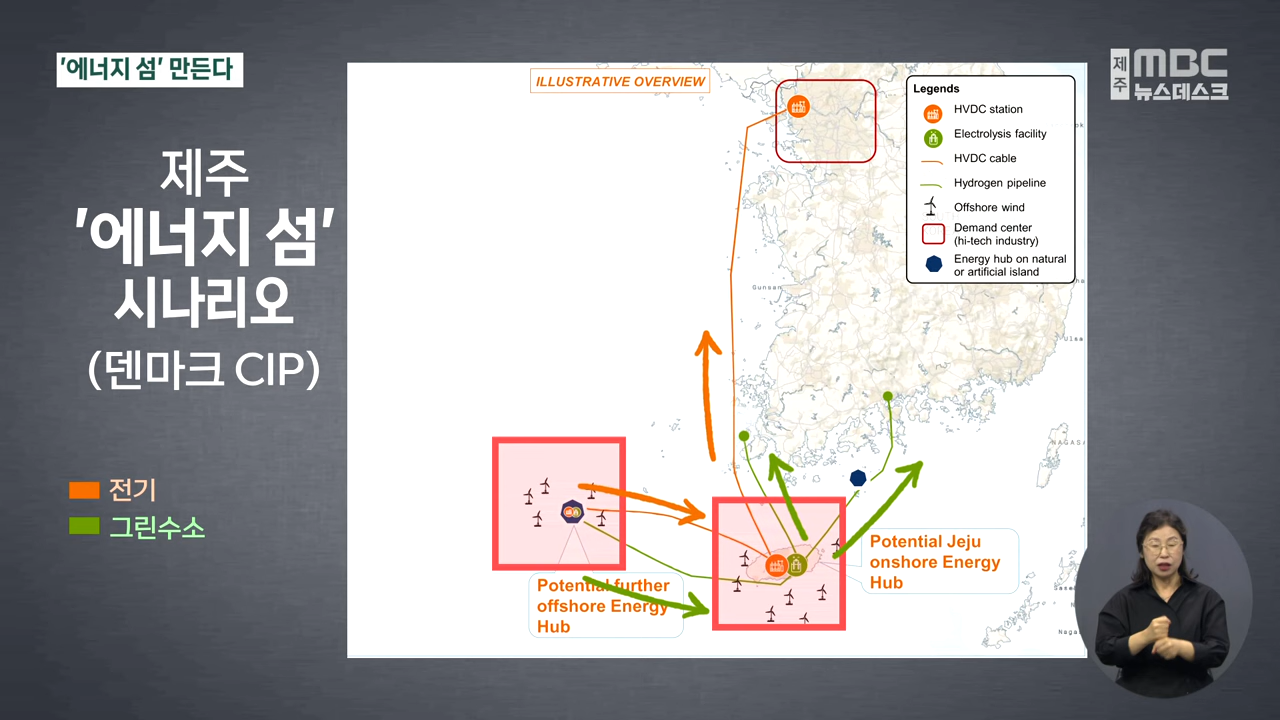 '에너지 섬' 만든다
제주
MBC
뉴스데스크
제주
'에너지 섬'
시나리오
(덴마크 CIP)
전기
그린수소
ILLUSTRATIVE OVERVIEW
Legends
HVDC station
Electrolysis facility
HVDC cable
Hydrogen pipeline
Offshore wind
Demand center
(hi-tech industry)
Energy hub on natural
or artificial island
Gunsan
Ulsa
NAGASA
Potential further
offshore Energy
Hub
Potential Jeju
onshore Energy
Hub
Naga